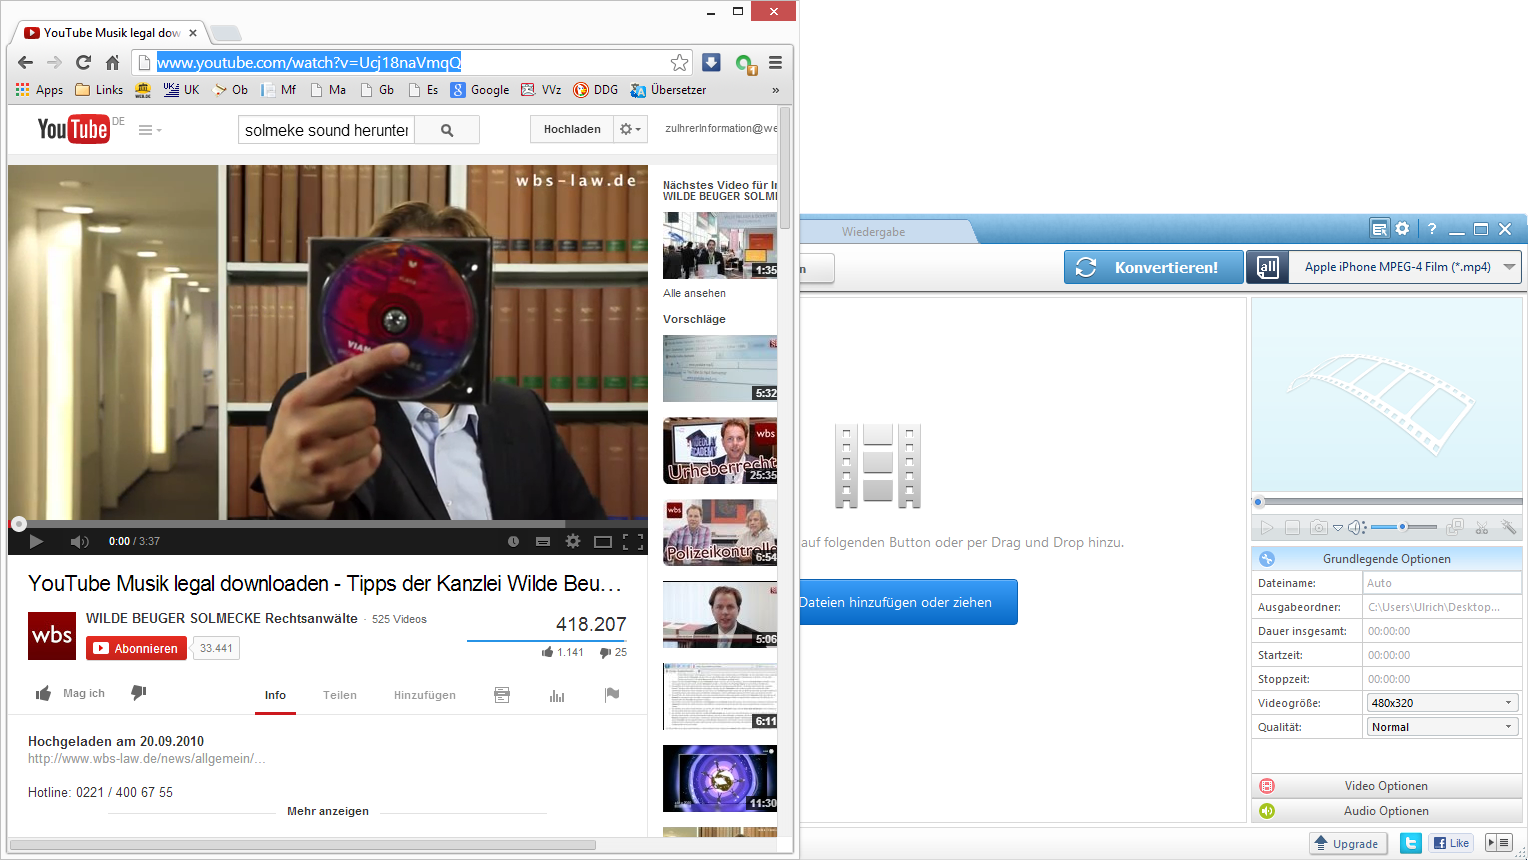 YouTube Musik legal dow
www.youtube.com/watch?v=Ucj18naVmqQ
1
Apps Links UK Ob Mf Ma Gb Es Google VVz DDG Übersetzer »
YouTube DE
solmeke sound herunter
Hochladen
zuIhrerInformation@we
wbs-law.de
0:00 / 3:37
YouTube Musik legal downloaden - Tipps der Kanzlei Wilde Beu...
wbs
WILDE BEUGER SOLMECKE Rechtsanwälte · 525 Videos
Abonnieren 33.441
418.207
1.141 25
Mag ich
Info Teilen Hinzufügen
Hochgeladen am 20.09.2010
http://www.wbs-law.de/news/allgemein/...
Hotline: 0221 / 400 67 55
Mehr anzeigen
Nächstes Video für In
WILDE BEUGER SOLM
1:35
Alle ansehen
Vorschläge
5:32
wbs
Urheberrecht
25:35
wbs
Polizeikontroll
6:54
5:06
6:11
11:30
Wiedergabe
?
n
Konvertieren!
all
Apple iPhone MPEG-4 Film (*.mp4)
auf folgenden Button oder per Drag und Drop hinzu.
Dateien hinzufügen oder ziehen
Grundlegende Optionen
Dateiname: Auto
Ausgabeordner: C:\Users\Ulrich\Desktop...
Dauer insgesamt: 00:00:00
Startzeit: 00:00:00
Stoppzeit: 00:00:00
Videogröße: 480x320
Qualität: Normal
Video Optionen
Audio Optionen
Upgrade
Like